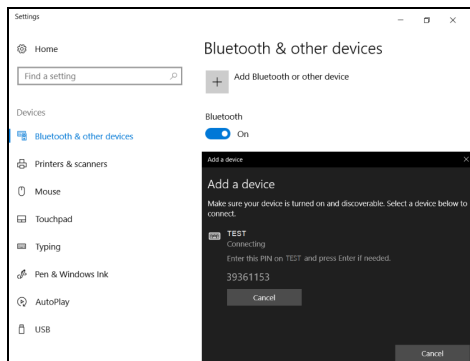 Settings
Home
Find a setting
Devices
Bluetooth & other devices
Printers & scanners
Mouse
Touchpad
Typing
Pen & Windows Ink
AutoPlay
USB
Bluetooth & other devices
Add Bluetooth or other device
Bluetooth
On
Add a device
Add a device
Make sure your device is turned on and discoverable. Select a device below to
connect.
TEST
Connecting
Enter this PIN on TEST and press Enter if needed.
39361153
Cancel
Cancel